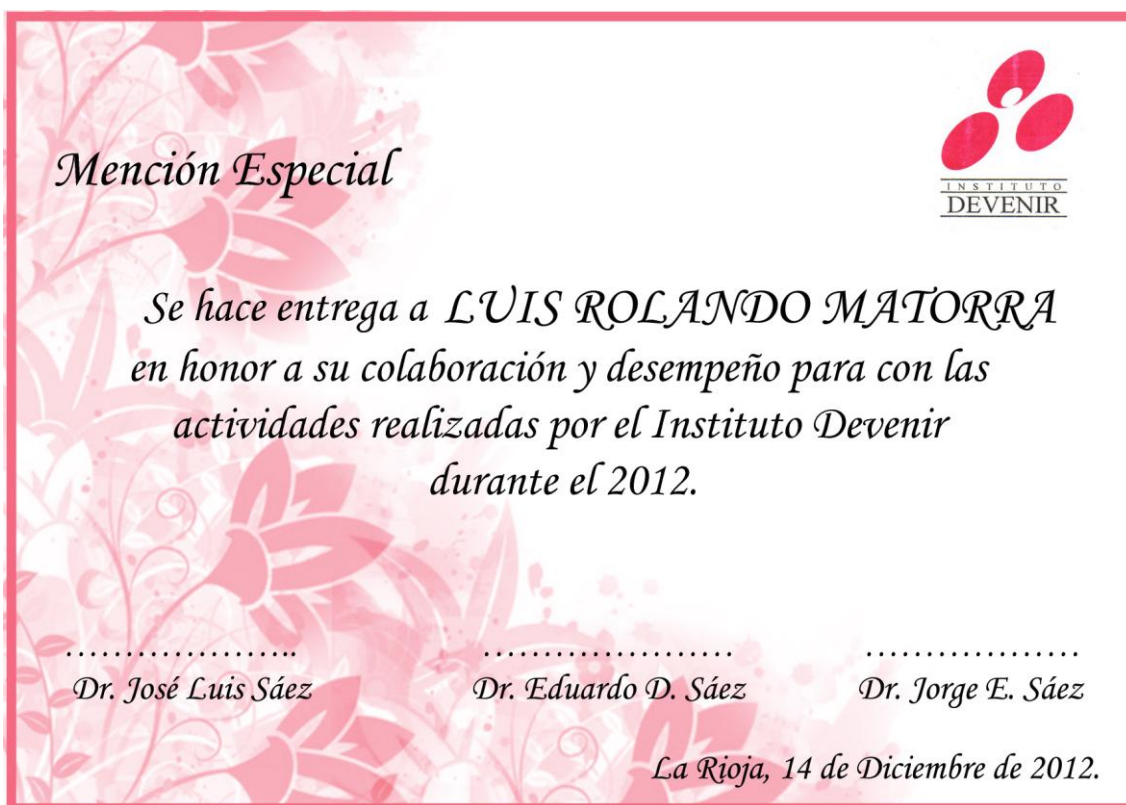 Mención Especial
INSTITUTO
DEVENIR
Se hace entrega a LUIS ROLANDO MATORRA
en honor a su colaboración y desempeño para con las
actividades realizadas por el Instituto Devenir
durante el 2012.
………………….. ………………… ………………
Dr. José Luis Sáez Dr. Eduardo D. Sáez Dr. Jorge E. Sáez
La Rioja, 14 de Diciembre de 2012.